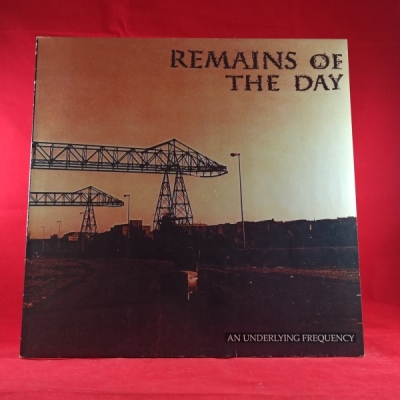 REMAINS OF
THE DAY
AN UNDERLYING FREQUENCY